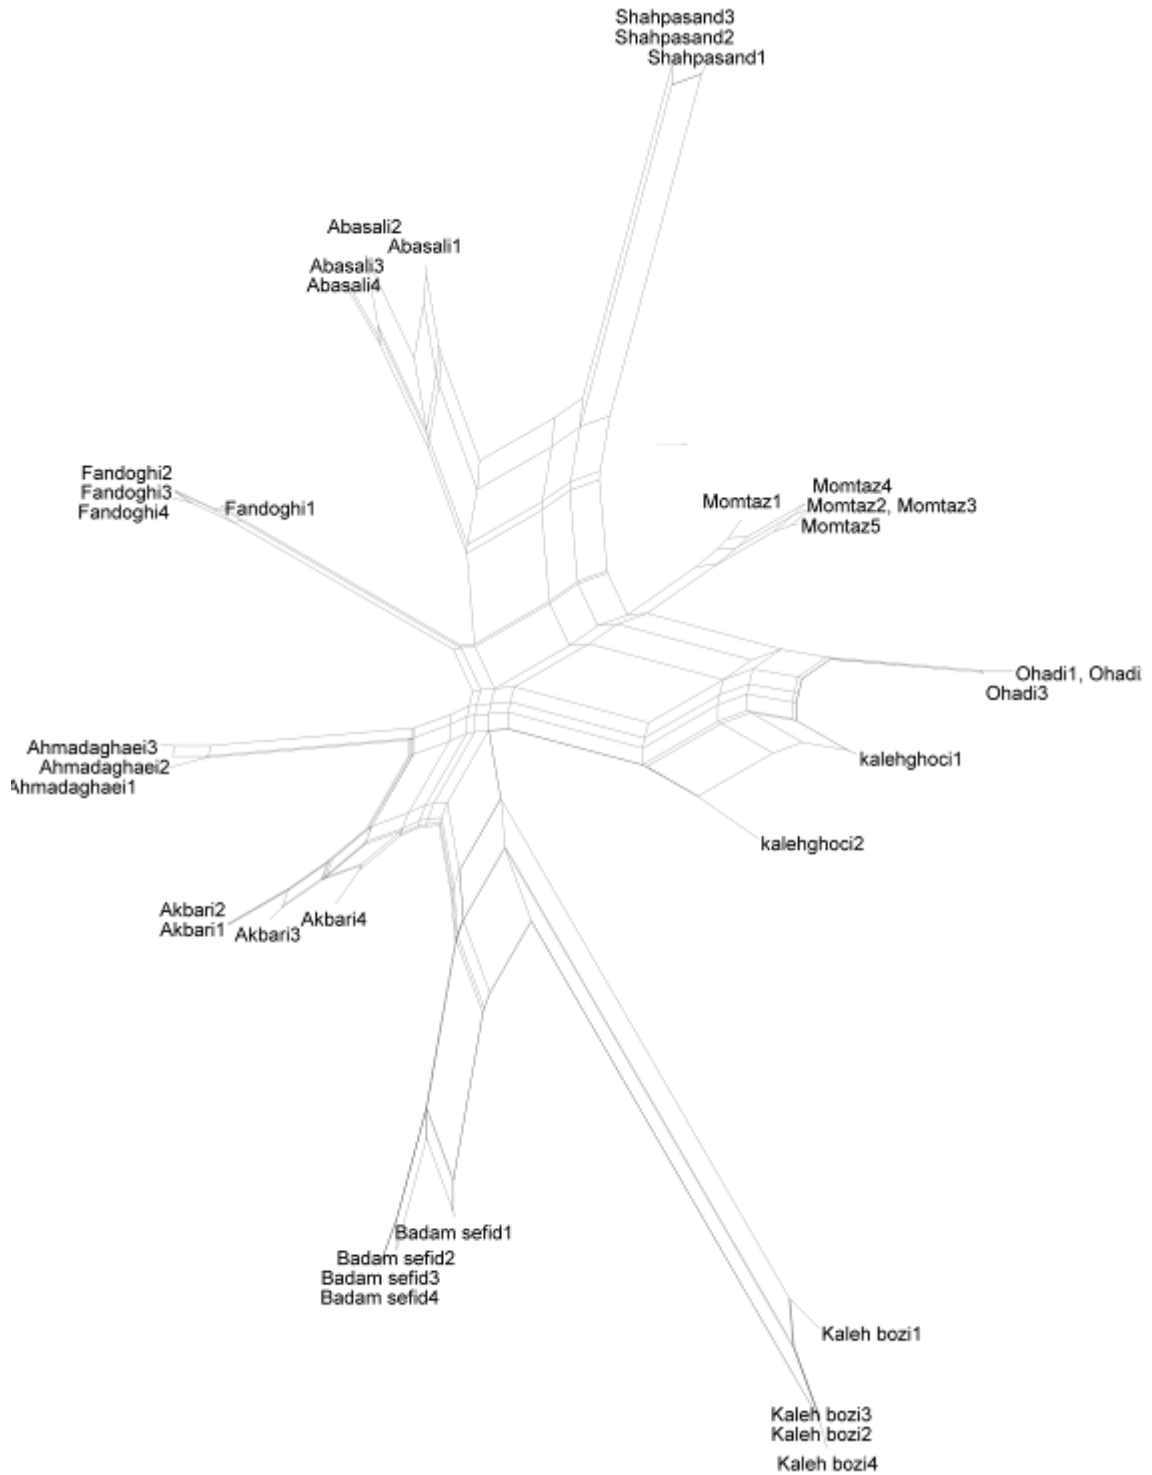 Shahpasand3
Shahpasand2
Shahpasand1
Abasali2
Abasali1
Abasali3
Abasali4
Fandoghi2
Fandoghi3
Fandoghi4
Fandoghi1
Momtaz1
Momtaz4
Momtaz2, Momtaz3
Momtaz5
Ohadi1, Ohadi
Ohadi3
kalehghoci1
kalehghoci2
Ahmadaghaei3
Ahmadaghaei2
Ahmadaghaei1
Akbari2
Akbari1
Akbari3
Akbari4
Badam sefid1
Badam sefid2
Badam sefid3
Badam sefid4
Kaleh bozi1
Kaleh bozi3
Kaleh bozi2
Kaleh bozi4